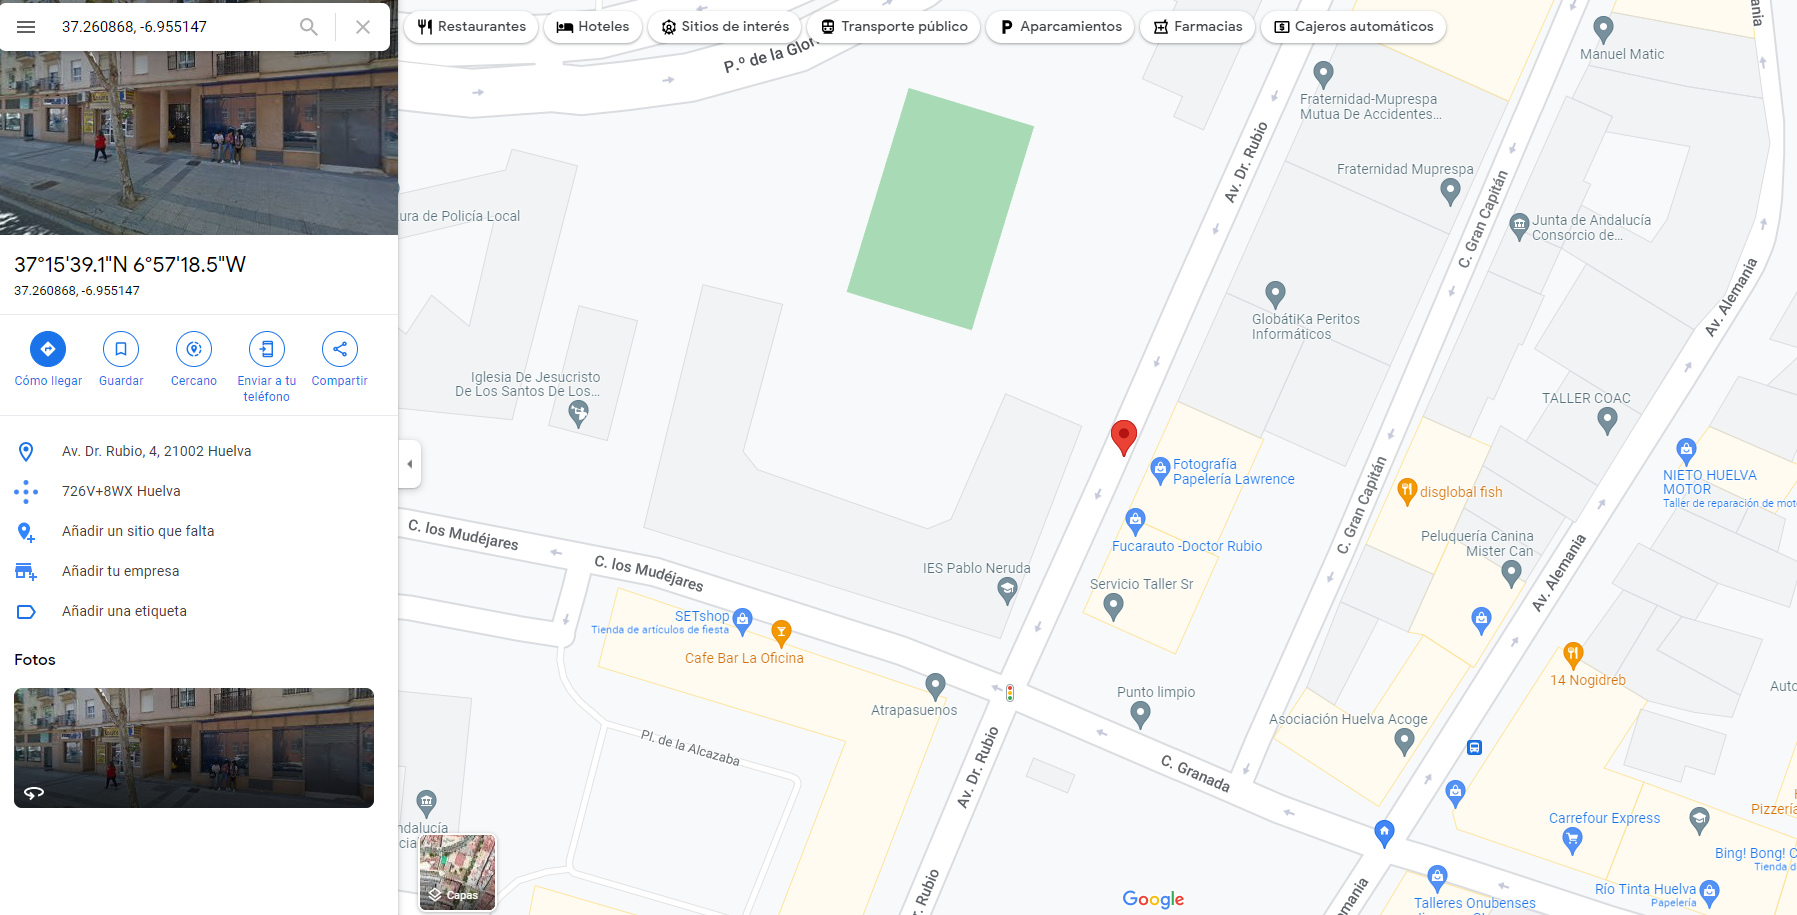 37.260868, -6.955147
Restaurantes
Hoteles
Sitios de interés
Transporte público
Aparcamientos
Farmacias
Cajeros automáticos
37°15'39.1"N 6°57'18.5"W
37.260868, -6.955147
Cómo llegar
Guardar
Cercano
Enviar a tu
teléfono
Compartir
Av. Dr. Rubio, 4, 21002 Huelva
726V+8WX Huelva
Añadir un sitio que falta
Añadir tu empresa
Añadir una etiqueta
Fotos
P.º de la Glor
Manuel Matic
Fraternidad-Muprespa
Mutua De Accidentes...
Av. Dr. Rubio
Fraternidad Muprespa
C. Gran Capitán
Junta de Andalucía
Consorcio de...
mania
ura de Policía Local
GlobátiKa Peritos
Informáticos
Av. Alemania
Iglesia De Jesucristo
De Los Santos De Los...
TALLER COAC
Fotografía
Papelería Lawrence
disglobal fish
NIETO HUELVA
MOTOR
Taller de reparación de mot
C. Gran Capitán
C. los Mudéjares
C. los Mudéjares
Fucarauto -Doctor Rubio
Peluquería Canina
Mister Can
Av. Alemania
IES Pablo Neruda
Servicio Taller Sr
SETshop
Tienda de artículos de fiesta
Cafe Bar La Oficina
14 Nogidreb
Auto
Atrapasuenos
Punto limpio
Asociación Huelva Acoge
Pl. de la Alcazaba
Av. Dr. Rubio
C. Granada
ndalucía
cia
Capas
Carrefour Express
Pizzería
Bing! Bong! C
Tienda d
Río Tinta Huelva
Papelería
Talleres Onubenses
r. Rubio
mania
Google